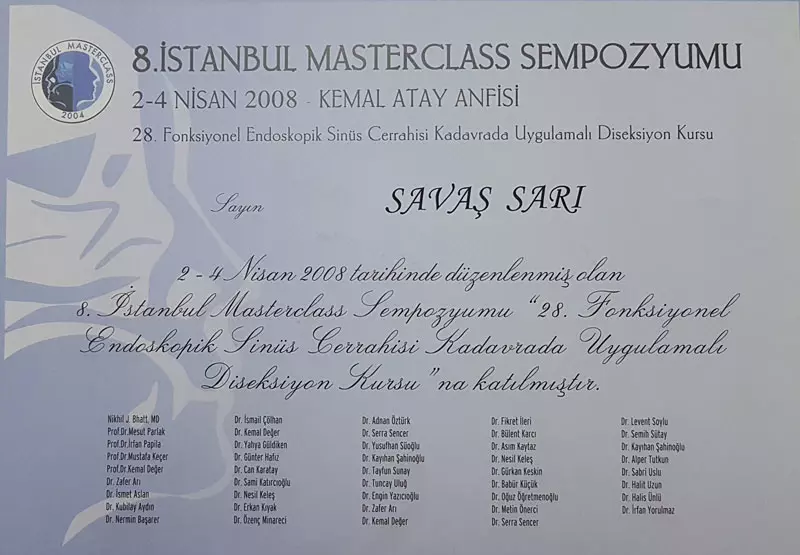 İSTANBUL MASTERCLASS
2004
8.İSTANBUL MASTERCLASS SEMPOZYUMU
2-4 NİSAN 2008 - KEMAL ATAY ANFİSİ
28. Fonksiyonel Endoskopik Sinüs Cerrahisi Kadavrada Uygulamalı Diseksiyon Kursu
Sayın SAVAŞ SARI
2 - 4 Nisan 2008 tarihinde düzenlenmiş olan
8. İstanbul Masterclass Sempozyumu "28. Fonksiyonel
Endoskopik Sinüs Cerrahisi Kadavrada Uygulamalı
Diseksiyon Kursu"na katılmıştır.
Nikhil J. Bhatt, MD
Prof.Dr.Mesut Parlak
Prof.Dr.İrfan Papila
Prof.Dr.Mustafa Keçer
Prof.Dr.Kemal Değer
Dr. Zafer Arı
Dr. İsmet Aslan
Dr. Kubilay Aydın
Dr. Nermin Başarer
Dr. İsmail Çölhan
Dr. Kemal Değer
Dr. Yahya Güldiken
Dr. Günter Hafız
Dr. Can Karatay
Dr. Sami Katırcıoğlu
Dr. Nesil Keleş
Dr. Erkan Kıyak
Dr. Özenç Minareci
Dr. Adnan Öztürk
Dr. Serra Sencer
Dr. Yusufhan Süoğlu
Dr. Kayıhan Şahinoğlu
Dr. Tayfun Sunay
Dr. Tuncay Uluğ
Dr. Engin Yazıcıoğlu
Dr. Zafer Arı
Dr. Kemal Değer
Dr. Fikret İleri
Dr. Bülent Karcı
Dr. Asım Kaytaz
Dr. Nesil Keleş
Dr. Gürkan Keskin
Dr. Babür Küçük
Dr. Oğuz Öğretmenoğlu
Dr. Metin Önerci
Dr. Serra Sencer
Dr. Levent Soylu
Dr. Semih Sütay
Dr. Kayıhan Şahinoğlu
Dr. Alper Tutkun
Dr. Sabri Uslu
Dr. Halit Uzun
Dr. Halis Ünlü
Dr. İrfan Yorulmaz